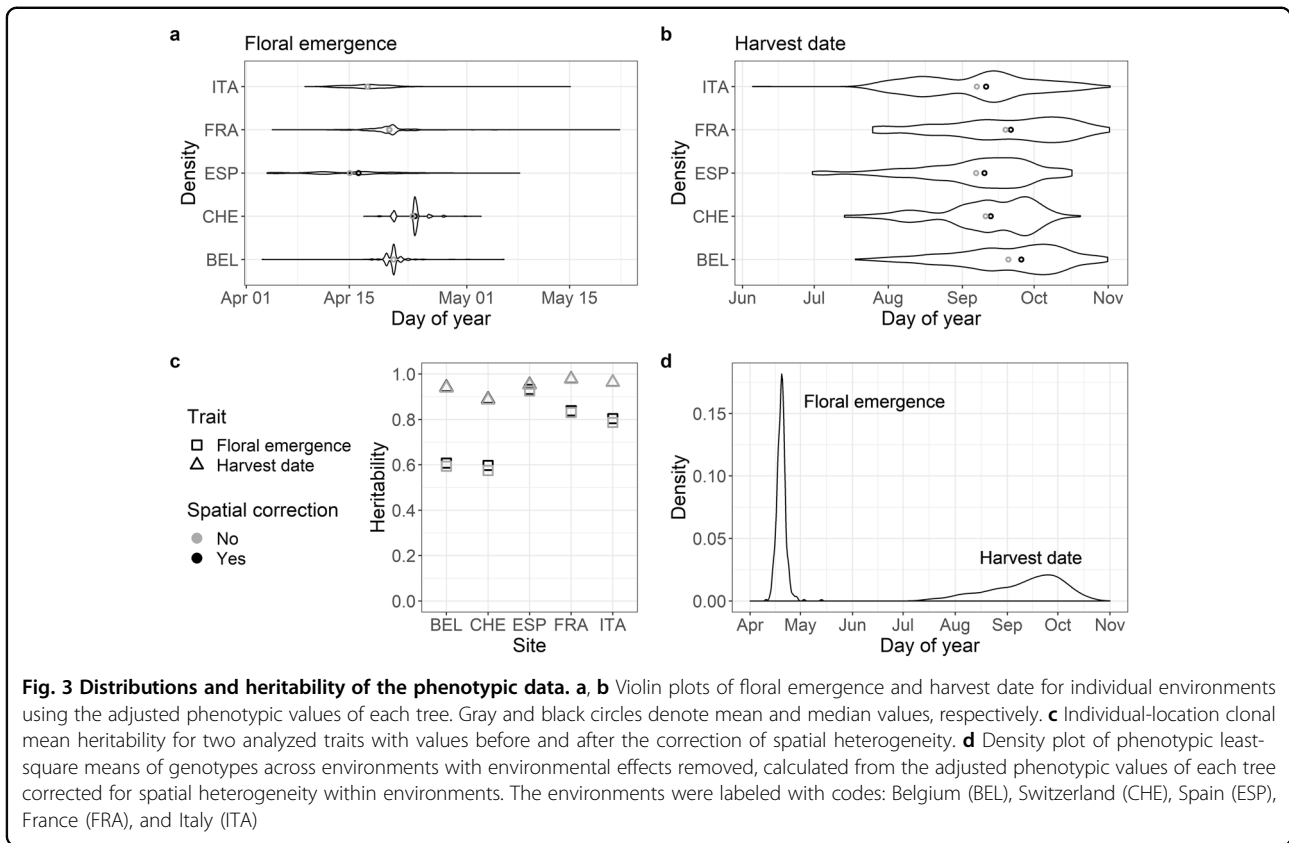 a
Floral emergence
Density
ITA
FRA
ESP
CHE
BEL
Apr 01
Apr 15
May 01
May 15
Day of year
b
Harvest date
Density
ITA
FRA
ESP
CHE
BEL
Jun
Jul
Aug
Sep
Oct
Nov
Day of year
c
Trait
Floral emergence
Harvest date
Spatial correction
No
Yes
Heritability
1.0
0.8
0.6
0.4
0.2
0.0
BEL
CHE
ESP
FRA
ITA
Site
d
Density
0.15
0.10
0.05
0.00
Floral emergence
Harvest date
Apr
May
Jun
Jul
Aug
Sep
Oct
Nov
Day of year
Fig. 3 Distributions and heritability of the phenotypic data. a, b Violin plots of floral emergence and harvest date for individual environments
using the adjusted phenotypic values of each tree. Gray and black circles denote mean and median values, respectively. c Individual-location clonal
mean heritability for two analyzed traits with values before and after the correction of spatial heterogeneity. d Density plot of phenotypic least-
square means of genotypes across environments with environmental effects removed, calculated from the adjusted phenotypic values of each tree
corrected for spatial heterogeneity within environments. The environments were labeled with codes: Belgium (BEL), Switzerland (CHE), Spain (ESP),
France (FRA), and Italy (ITA)